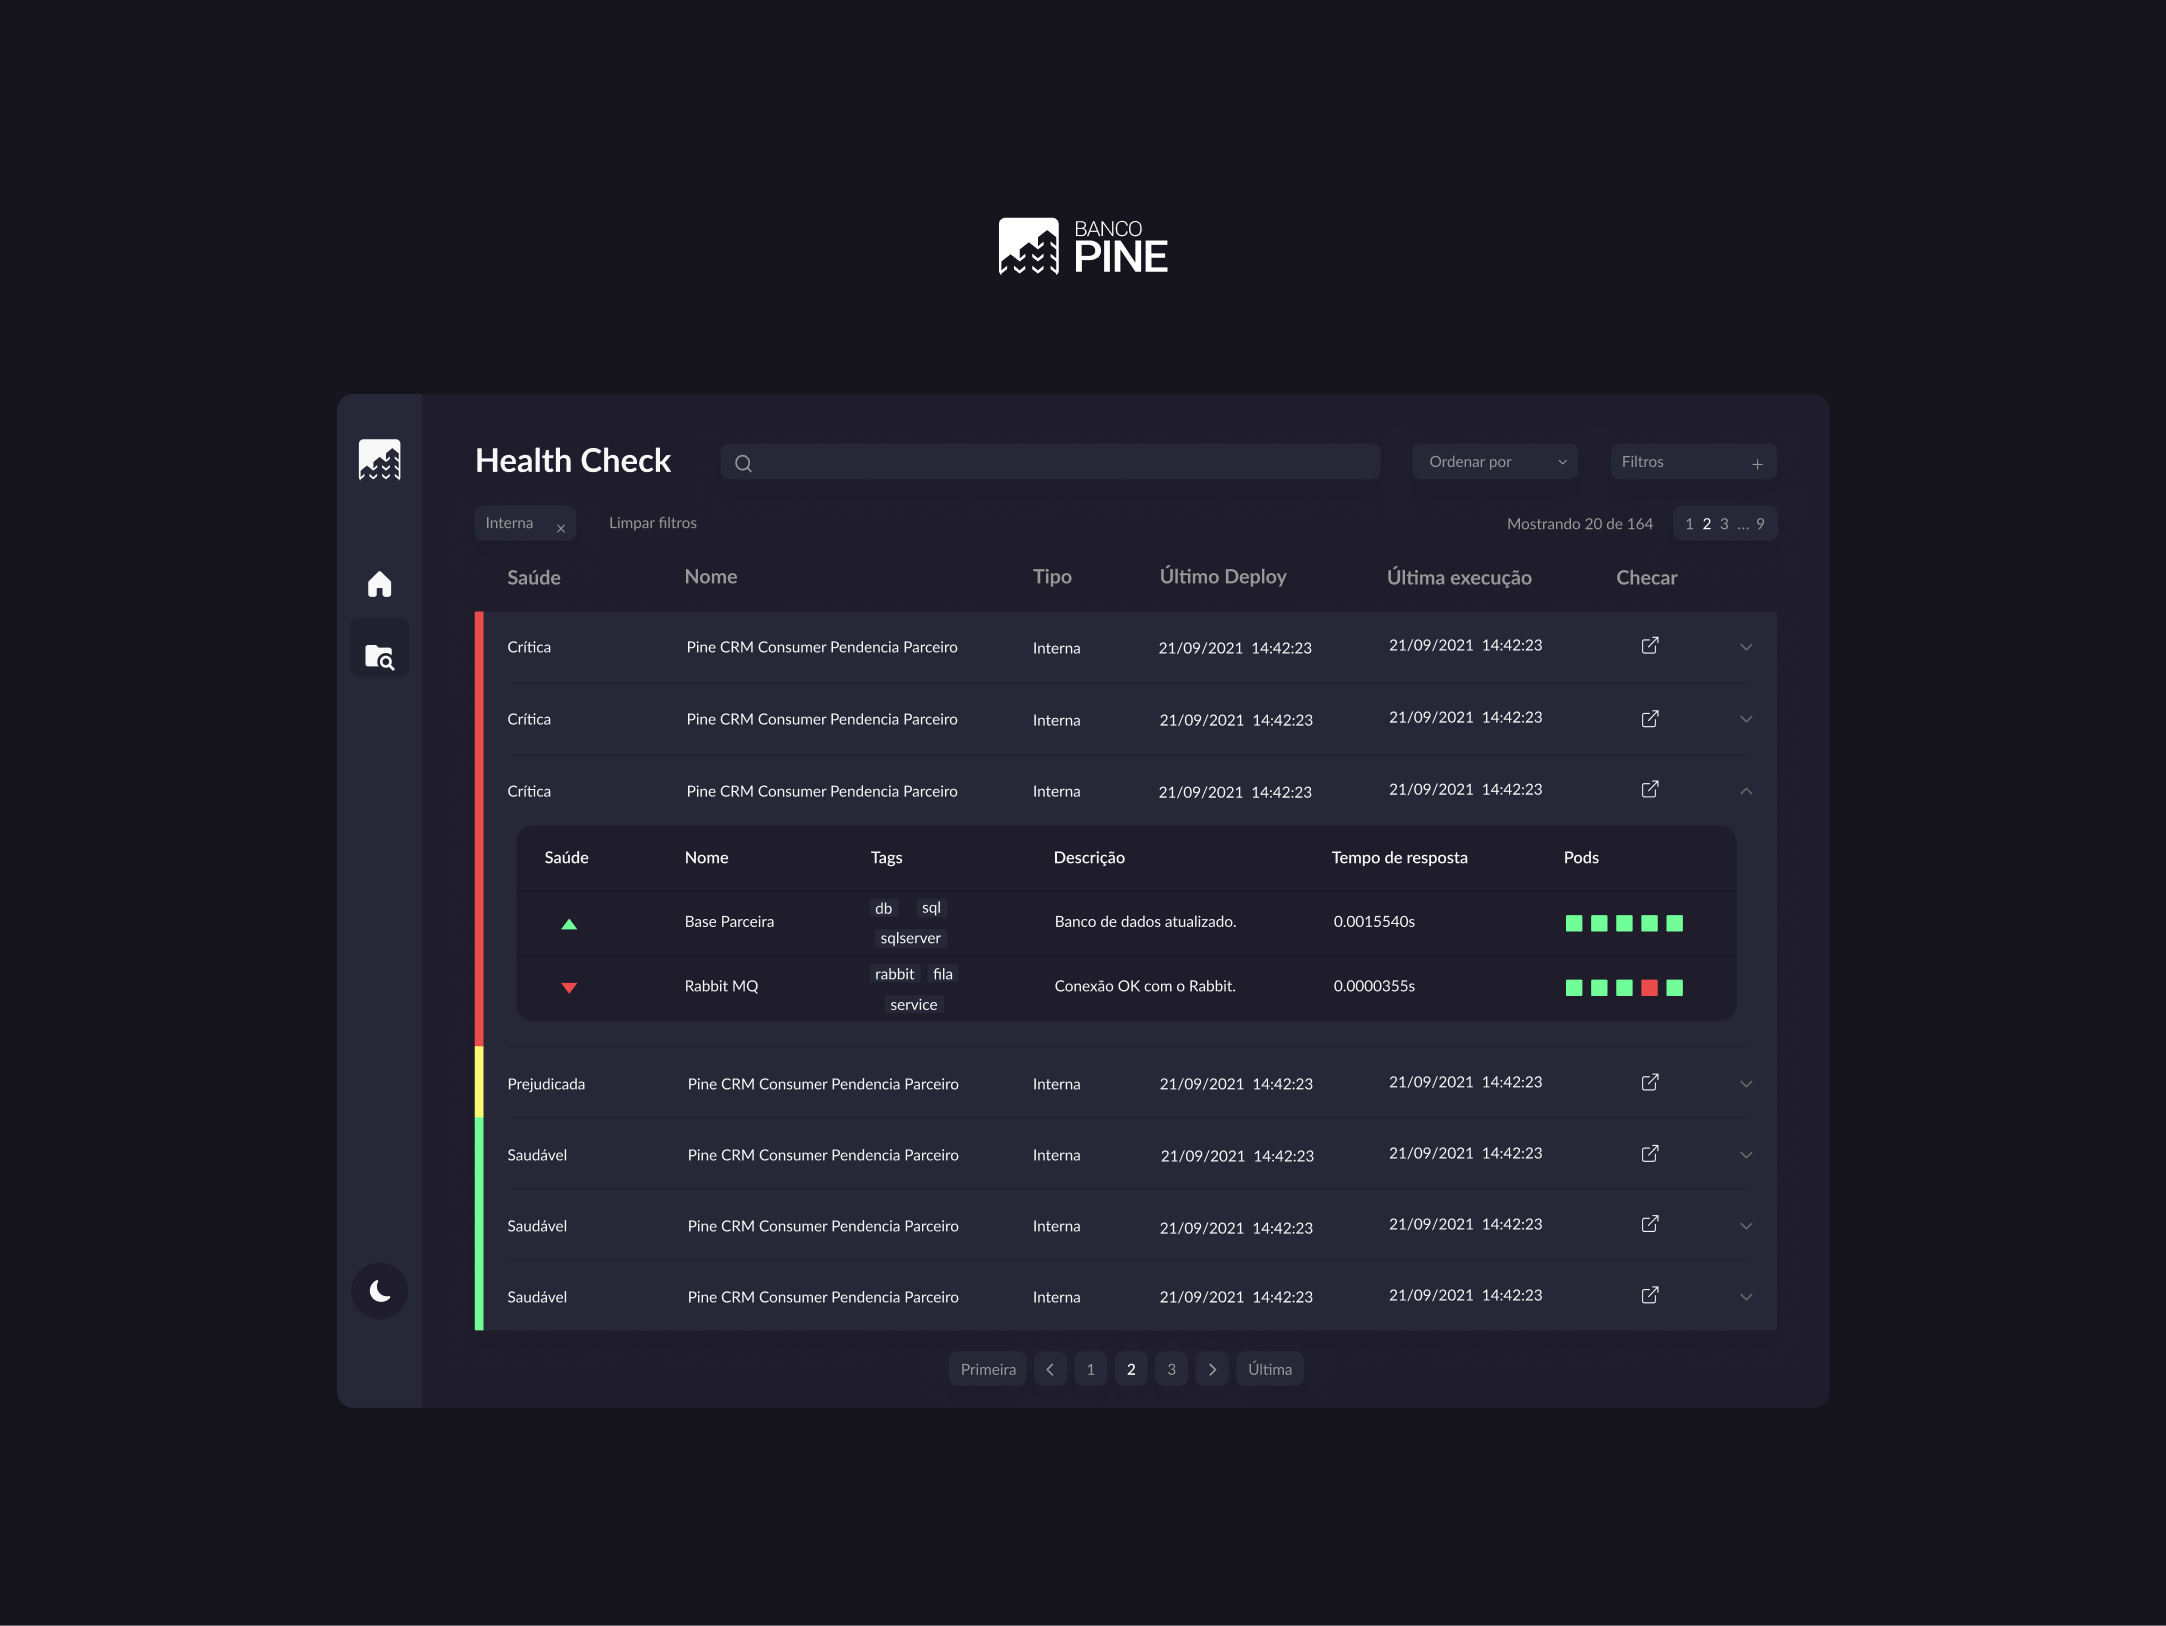 BANCO
PINE
Health Check
Ordenar por
Filtros
Interna
Limpar filtros
Mostrando 20 de 164
1 2 3 ... 9
Saúde Nome Tipo Último Deploy Última execução Checar
Crítica Pine CRM Consumer Pendencia Parceiro Interna 21/09/2021 14:42:23 21/09/2021 14:42:23
Crítica Pine CRM Consumer Pendencia Parceiro Interna 21/09/2021 14:42:23 21/09/2021 14:42:23
Crítica Pine CRM Consumer Pendencia Parceiro Interna 21/09/2021 14:42:23 21/09/2021 14:42:23
Saúde Nome Tags Descrição Tempo de resposta Pods
Base Parceira db sql sqlserver Banco de dados atualizado. 0.0015540s
Rabbit MQ rabbit fila service Conexão OK com o Rabbit. 0.0000355s
Prejudicada Pine CRM Consumer Pendencia Parceiro Interna 21/09/2021 14:42:23 21/09/2021 14:42:23
Saudável Pine CRM Consumer Pendencia Parceiro Interna 21/09/2021 14:42:23 21/09/2021 14:42:23
Saudável Pine CRM Consumer Pendencia Parceiro Interna 21/09/2021 14:42:23 21/09/2021 14:42:23
Saudável Pine CRM Consumer Pendencia Parceiro Interna 21/09/2021 14:42:23 21/09/2021 14:42:23
Primeira 1 2 3 Última